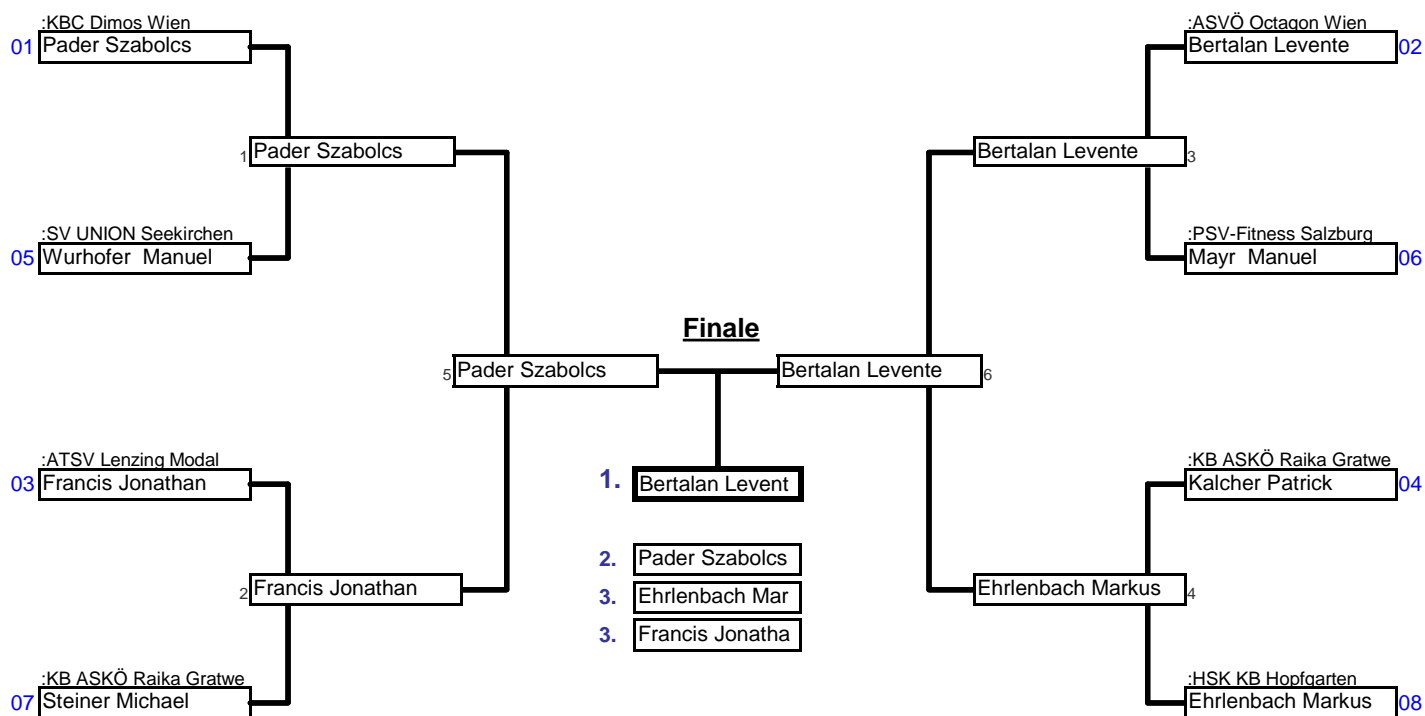 :KBC Dimos Wien
01 Pader Szabolcs
:ASVÖ Octagon Wien
Bertalan Levente 02
1 Pader Szabolcs
Bertalan Levente 3
:SV UNION Seekirchen
05 Wurhofer Manuel
:PSV-Fitness Salzburg
Mayr Manuel 06
Finale
5 Pader Szabolcs
Bertalan Levente 6
:ATSV Lenzing Modal
03 Francis Jonathan
1. Bertalan Levent
:KB ASKÖ Raika Gratwe
Kalcher Patrick 04
2. Pader Szabolcs
2 Francis Jonathan
3. Ehrlenbach Mar
Ehrlenbach Markus 4
3. Francis Jonatha
:KB ASKÖ Raika Gratwe
07 Steiner Michael
:HSK KB Hopfgarten
Ehrlenbach Markus 08